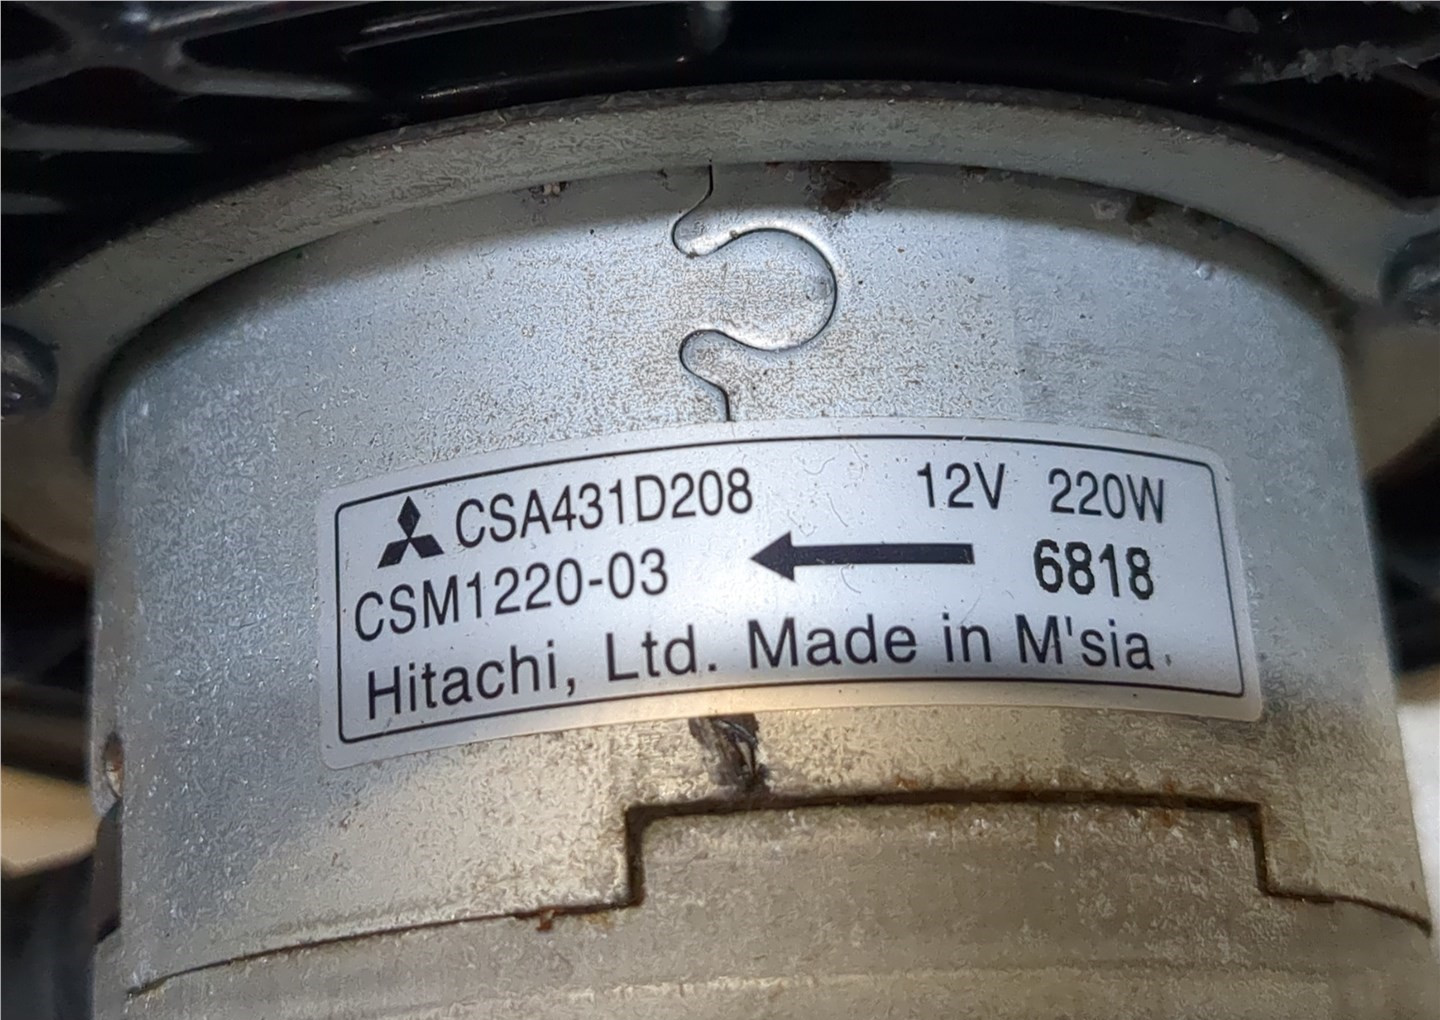 CSA431D208 12V 220W
CSM1220-03 6818
Hitachi, Ltd. Made in M'sia.